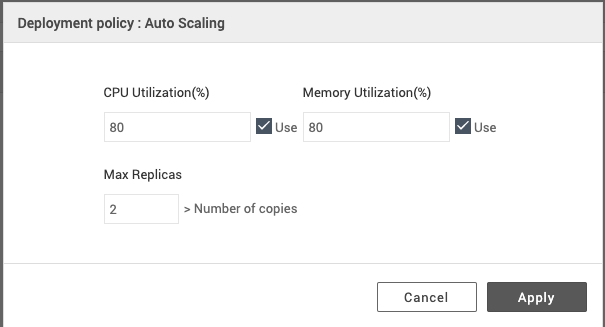 Deployment policy : Auto Scaling
CPU Utilization(%) Memory Utilization(%)
80 Use 80 Use
Max Replicas
2 > Number of copies
Cancel Apply